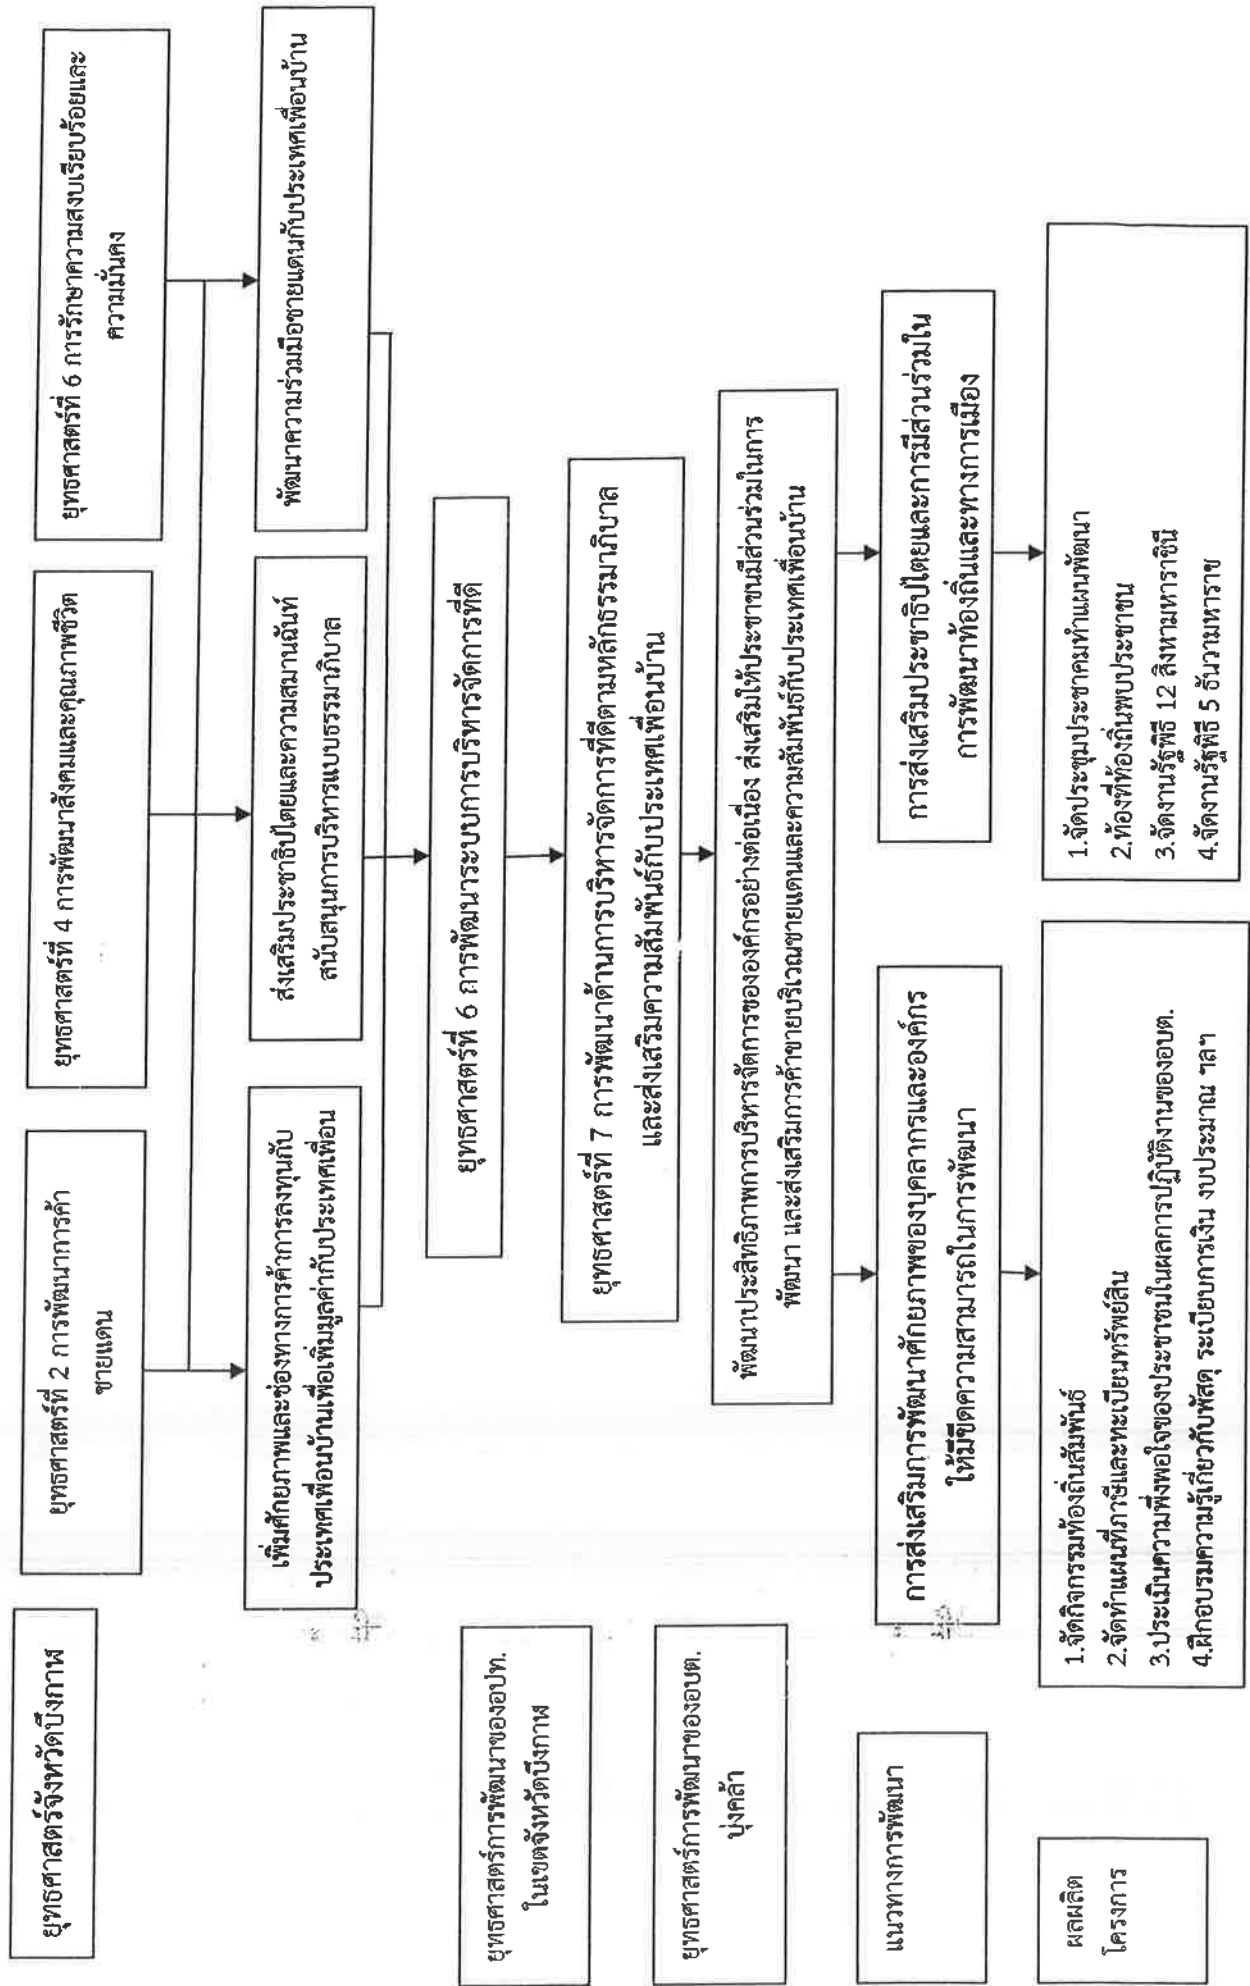 ยุทธศาสตร์จังหวัดบึงกาฬ
ยุทธศาสตร์ที่ 2 การพัฒนาการค้า
ชายแดน
ยุทธศาสตร์ที่ 4 การพัฒนาสังคมและคุณภาพชีวิต
ยุทธศาสตร์ที่ 6 การรักษาความสงบเรียบร้อยและ
ความมั่นคง
เพิ่มศักยภาพและช่องทางการค้าการลงทุนกับ
ประเทศเพื่อนบ้านเพื่อเพิ่มมูลค่ากับประเทศเพื่อน
ส่งเสริมประชาธิปไตยและความสมานฉันท์
สนับสนุนการบริหารแบบธรรมาภิบาล
พัฒนาความร่วมมือชายแดนกับประเทศเพื่อนบ้าน
ยุทธศาสตร์การพัฒนาของอปท.
ในเขตจังหวัดบึงกาฬ
ยุทธศาสตร์ที่ 6 การพัฒนาระบบการบริหารจัดการที่ดี
ยุทธศาสตร์การพัฒนาของอบต.
บุ่งคล้า
ยุทธศาสตร์ที่ 7 การพัฒนาด้านการบริหารจัดการที่ดีตามหลักธรรมาภิบาล
และส่งเสริมความสัมพันธ์กับประเทศเพื่อนบ้าน
พัฒนาประสิทธิภาพการบริหารจัดการขององค์กรอย่างต่อเนื่อง ส่งเสริมให้ประชาชนมีส่วนร่วมในการ
พัฒนา และส่งเสริมการค้าขายบริเวณชายแดนและความสัมพันธ์กับประเทศเพื่อนบ้าน
แนวทางการพัฒนา
การส่งเสริมการพัฒนาศักยภาพของบุคลากรและองค์กร
ให้มีขีดความสามารถในการพัฒนา
การส่งเสริมประชาธิปไตยและการมีส่วนร่วมใน
การพัฒนาท้องถิ่นและทางการเมือง
ผลผลิต
โครงการ
1.จัดกิจกรรมท้องถิ่นสัมพันธ์
2.จัดทำแผนที่ภาษีและทะเบียนทรัพย์สิน
3.ประเมินความพึงพอใจของประชาชนในผลการปฏิบัติงานของอบต.
4.ฝึกอบรมความรู้เกี่ยวกับพัสดุ ระเบียบการเงิน งบประมาณ ฯลฯ
1.จัดประชุมประชาคมทำแผนพัฒนา
2.ท้องที่ท้องถิ่นพบประชาชน
3.จัดงานรัฐพิธี 12 สิงหามหาราชินี
4.จัดงานรัฐพิธี 5 ธันวามหาราช